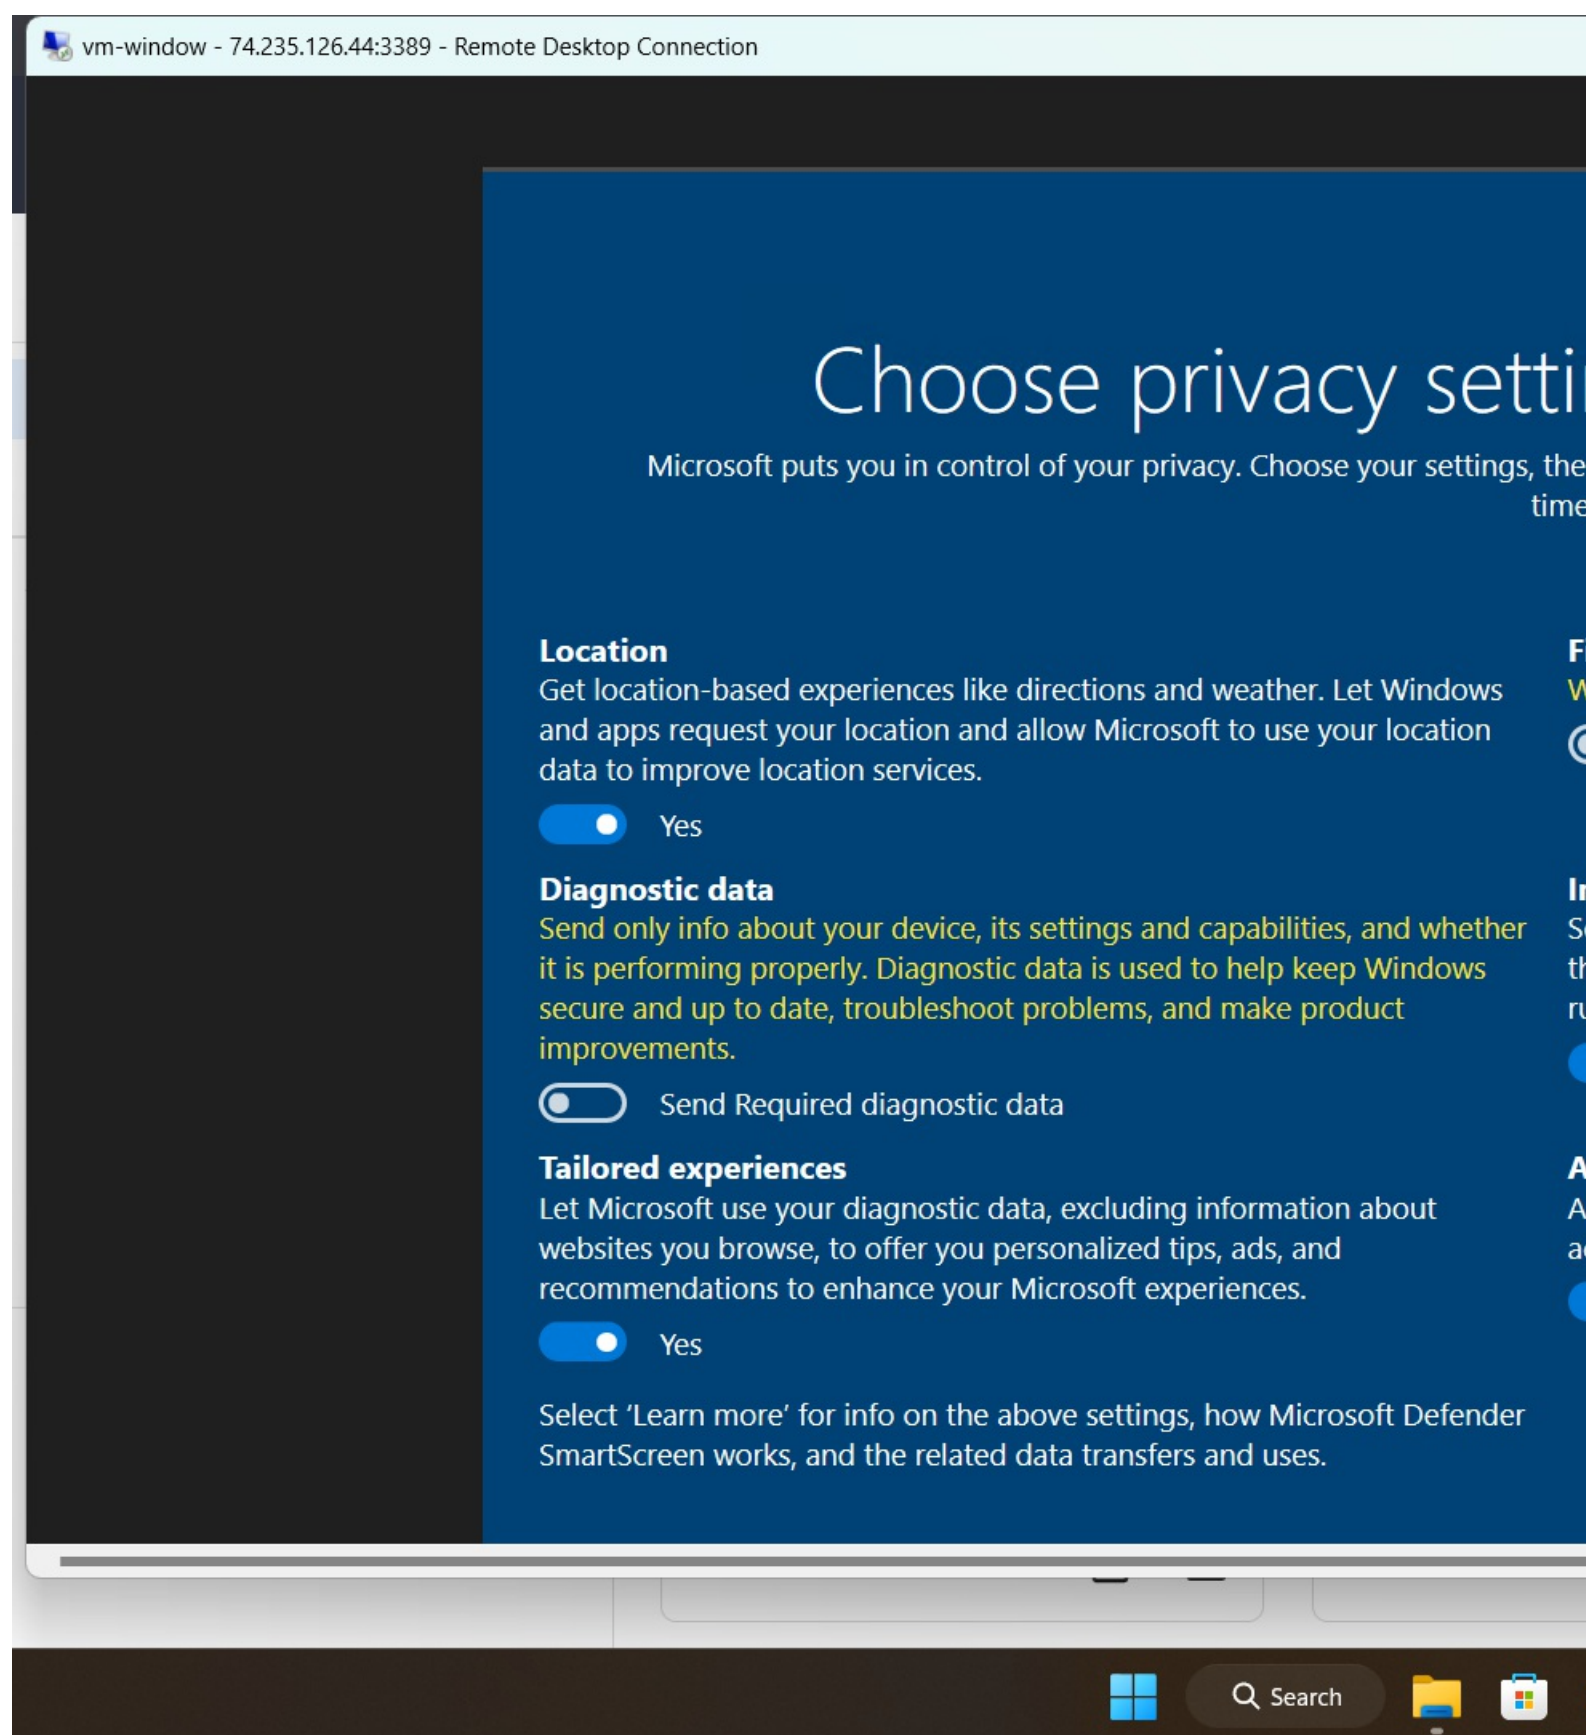 vm-window - 74.235.126.44:3389 - Remote Desktop Connection
Choose privacy setti
Microsoft puts you in control of your privacy. Choose your settings, the
time
Location
Get location-based experiences like directions and weather. Let Windows
and apps request your location and allow Microsoft to use your location
data to improve location services.
Yes
Diagnostic data
Send only info about your device, its settings and capabilities, and whether
it is performing properly. Diagnostic data is used to help keep Windows
secure and up to date, troubleshoot problems, and make product
improvements.
Send Required diagnostic data
Tailored experiences
Let Microsoft use your diagnostic data, excluding information about
websites you browse, to offer you personalized tips, ads, and
recommendations to enhance your Microsoft experiences.
Yes
Select ‘Learn more’ for info on the above settings, how Microsoft Defender
SmartScreen works, and the related data transfers and uses.
Search